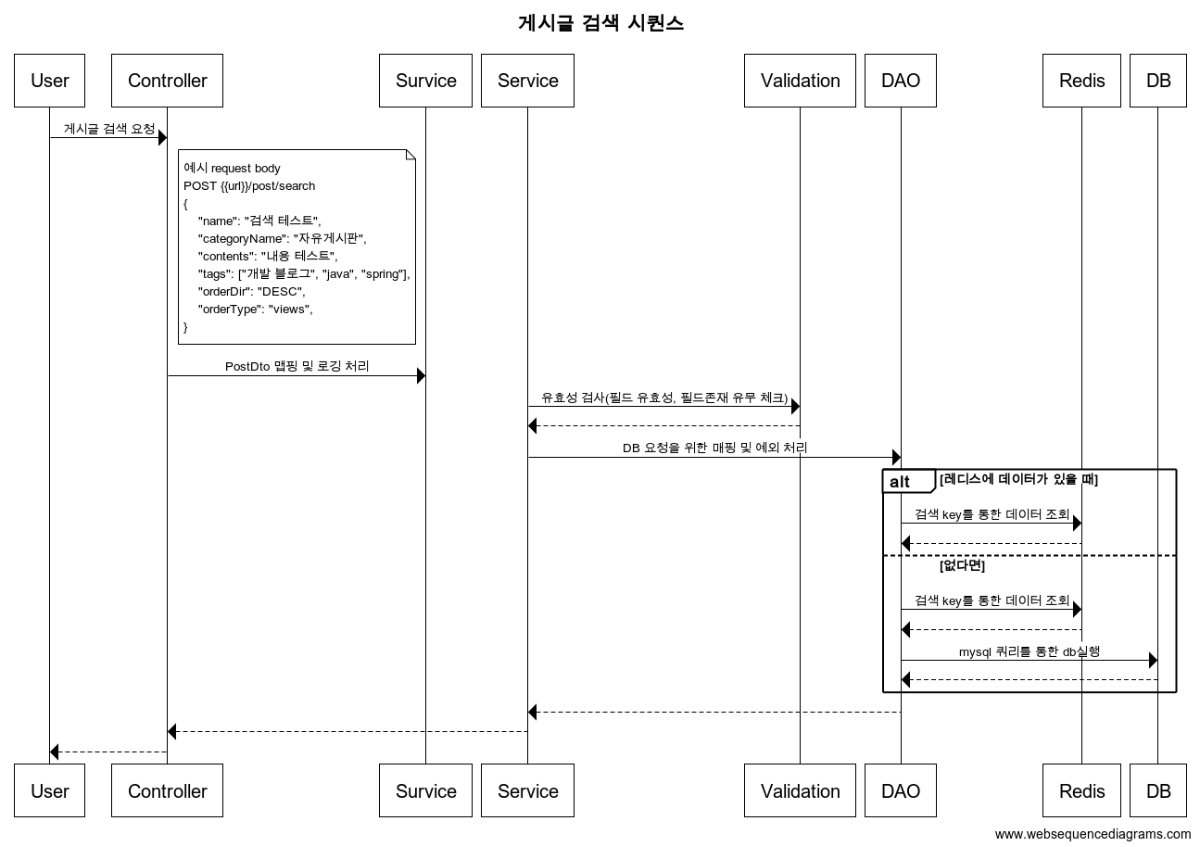 게시글 검색 시퀀스
User
Controller
Survice
Service
Validation
DAO
Redis
DB
게시글 검색 요청
예시 request body
POST {{url}}/post/search
{
"name": "검색 테스트",
"categoryName": "자유게시판",
"contents": "내용 테스트",
"tags": ["개발 블로그", "java", "spring"],
"orderDir": "DESC",
"orderType": "views",
}
PostDto 맵핑 및 로깅 처리
유효성 검사(필드 유효성, 필드존재 유무 체크)
DB 요청을 위한 매핑 및 예외 처리
alt
[레디스에 데이터가 있을 때]
검색 key를 통한 데이터 조회
[없다면]
검색 key를 통한 데이터 조회
mysql 쿼리를 통한 db실행
User
Controller
Survice
Service
Validation
DAO
Redis
DB
www.websequencediagrams.com